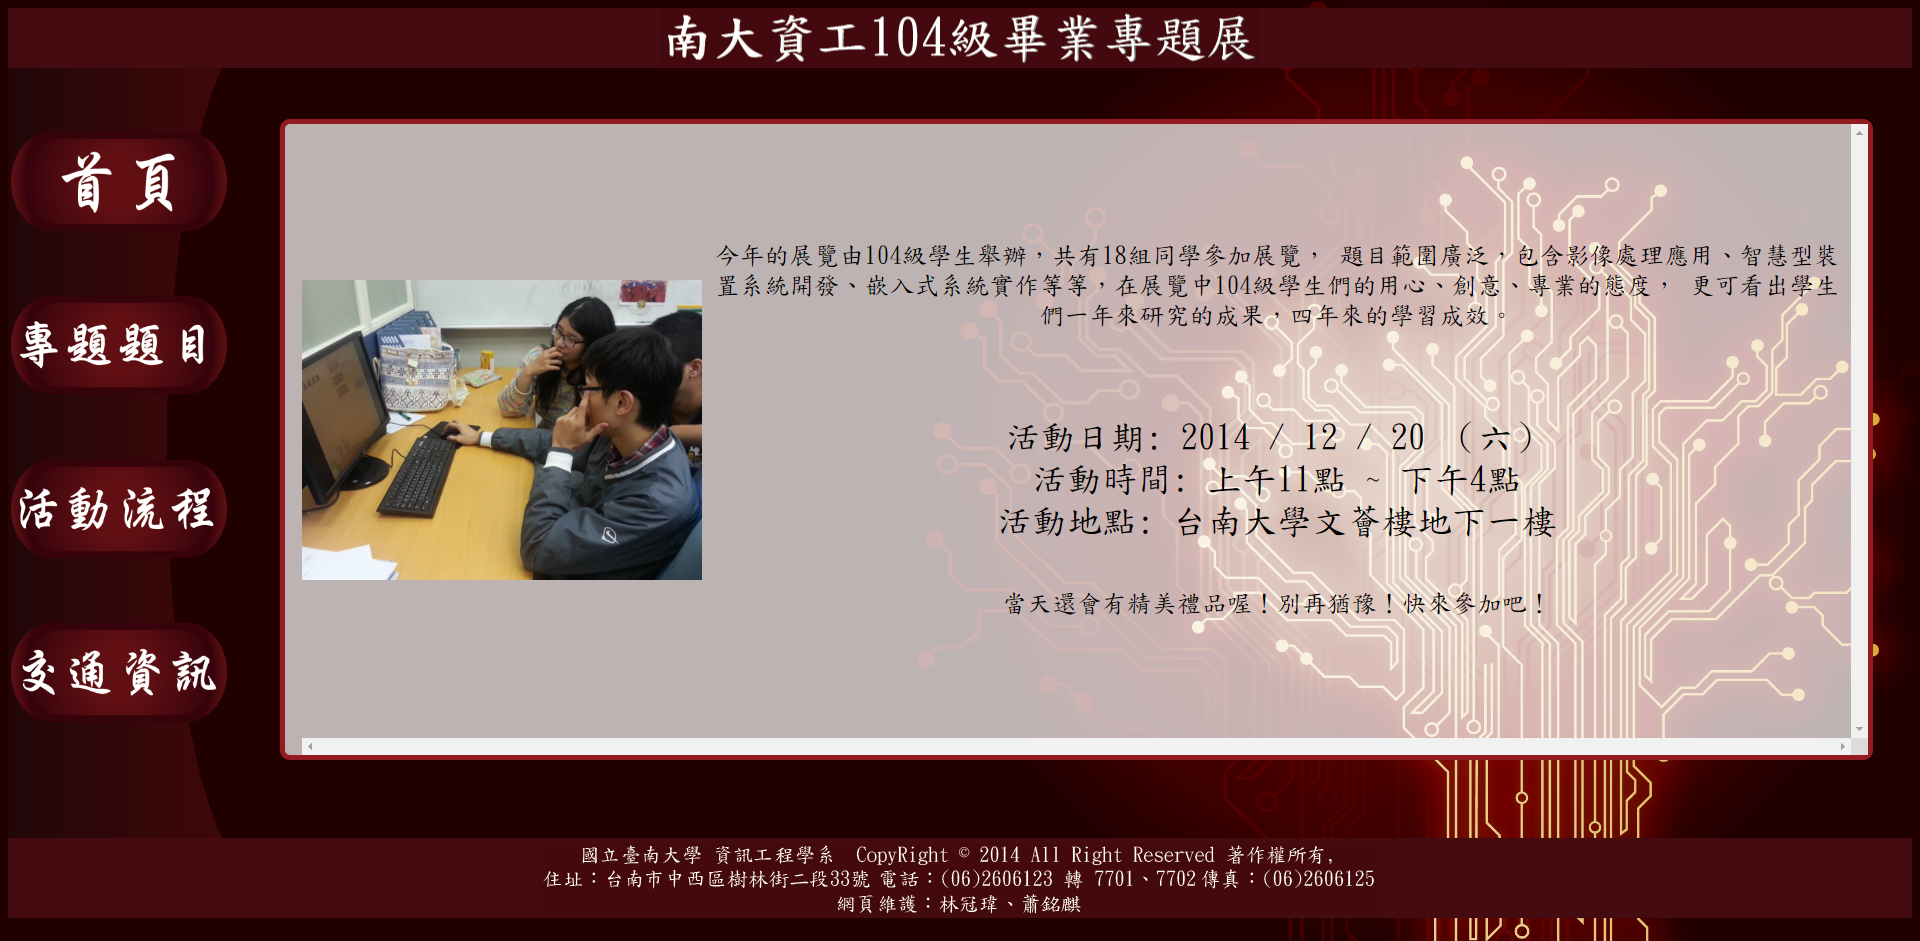 南大資工104級畢業專題展
首頁
專題題目
活動流程
交通資訊
今年的展覽由104級學生舉辦，共有18組同學參加展覽， 題目範圍廣泛，包含影像處理應用、智慧型裝
置系統開發、嵌入式系統實作等等，在展覽中104級學生們的用心、創意、專業的態度， 更可看出學生
們一年來研究的成果，四年來的學習成效。
活動日期: 2014 / 12 / 20 （六）
活動時間: 上午11點 ~ 下午4點
活動地點: 台南大學文薈樓地下一樓
當天還會有精美禮品喔！別再猶豫！快來參加吧！
國立臺南大學 資訊工程學系 CopyRight © 2014 All Right Reserved 著作權所有,
住址：台南市中西區樹林街二段33號 電話：(06)2606123 轉 7701、7702 傳真：(06)2606125
網頁維護：林冠瑋、蕭銘麒